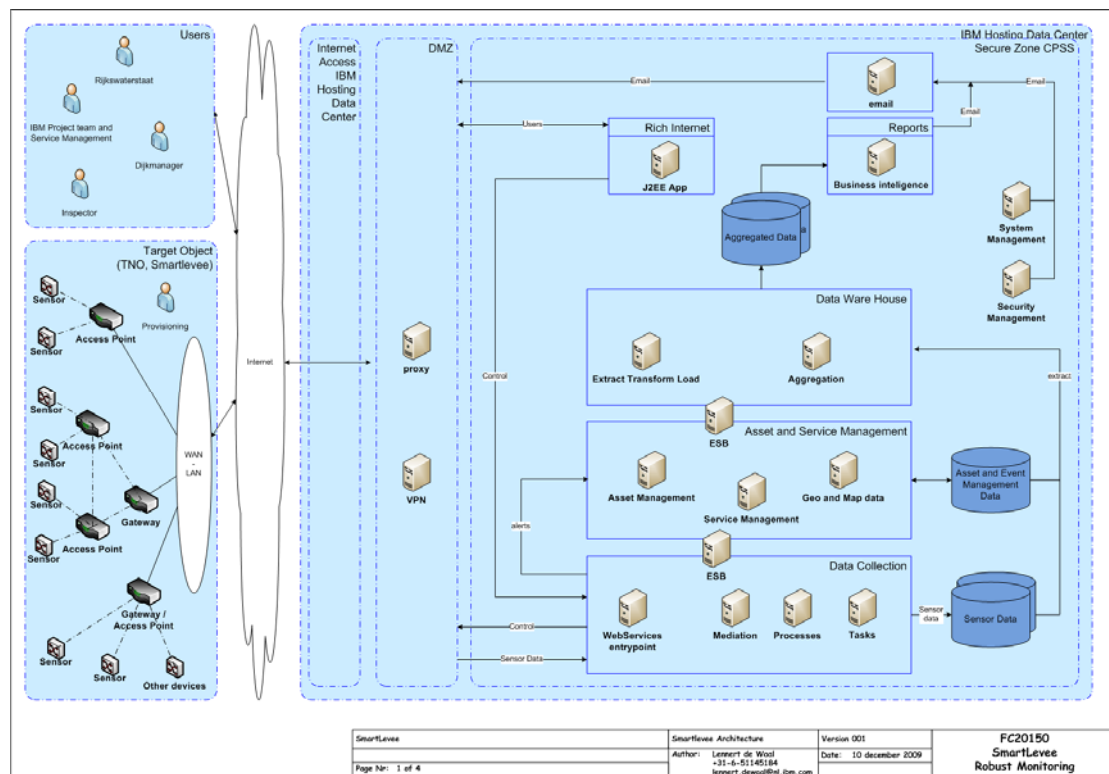 Users
Rijkswaterstaat
IBM Project team and
Service Management
Dijkmanager
Inspector
Target Object
(TNO, Smartlevee)
Sensor
Provisioning
Access Point
Sensor
Sensor
Access Point
Sensor
Sensor
Gateway
Access Point
Sensor
Gateway /
Access Point
Sensor
Sensor
Other devices
WAN
-
LAN
Internet
Internet
Access
IBM
Hosting
Data
Center
DMZ
proxy
VPN
IBM Hosting Data Center
Secure Zone CPSS
Email
email
Email
Email
Users
Rich Internet
J2EE App
Reports
Business inteligence
Aggregated Data
a
System
Management
Security
Management
Data Ware House
Extract Transform Load
Aggregation
Control
extract
ESB
Asset and Service Management
Asset Management
Service Management
Geo and Map data
Asset and Event
Management
Data
alerts
ESB
Data Collection
WebServices
entrypoint
Mediation
Processes
Tasks
Sensor
data
Sensor Data
Control
Sensor Data
SmartLevee
Page Nr: 1 of 4
Smartlevee Architecture
Author: Lennert de Waal
+31-6-51145184
lennert.dewaal@nl.ibm.com
Version 001
Date: 10 december 2009
FC20150
SmartLevee
Robust Monitoring